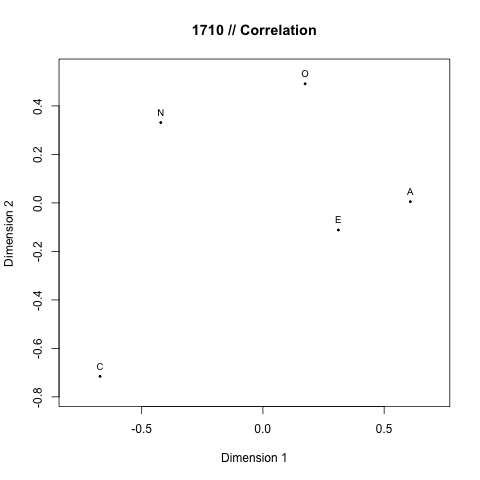 1710 // Correlation
O
N
A
E
C
0.4
0.2
0.0
-0.2
-0.4
-0.6
-0.8
Dimension 2
-0.5
0.0
0.5
Dimension 1